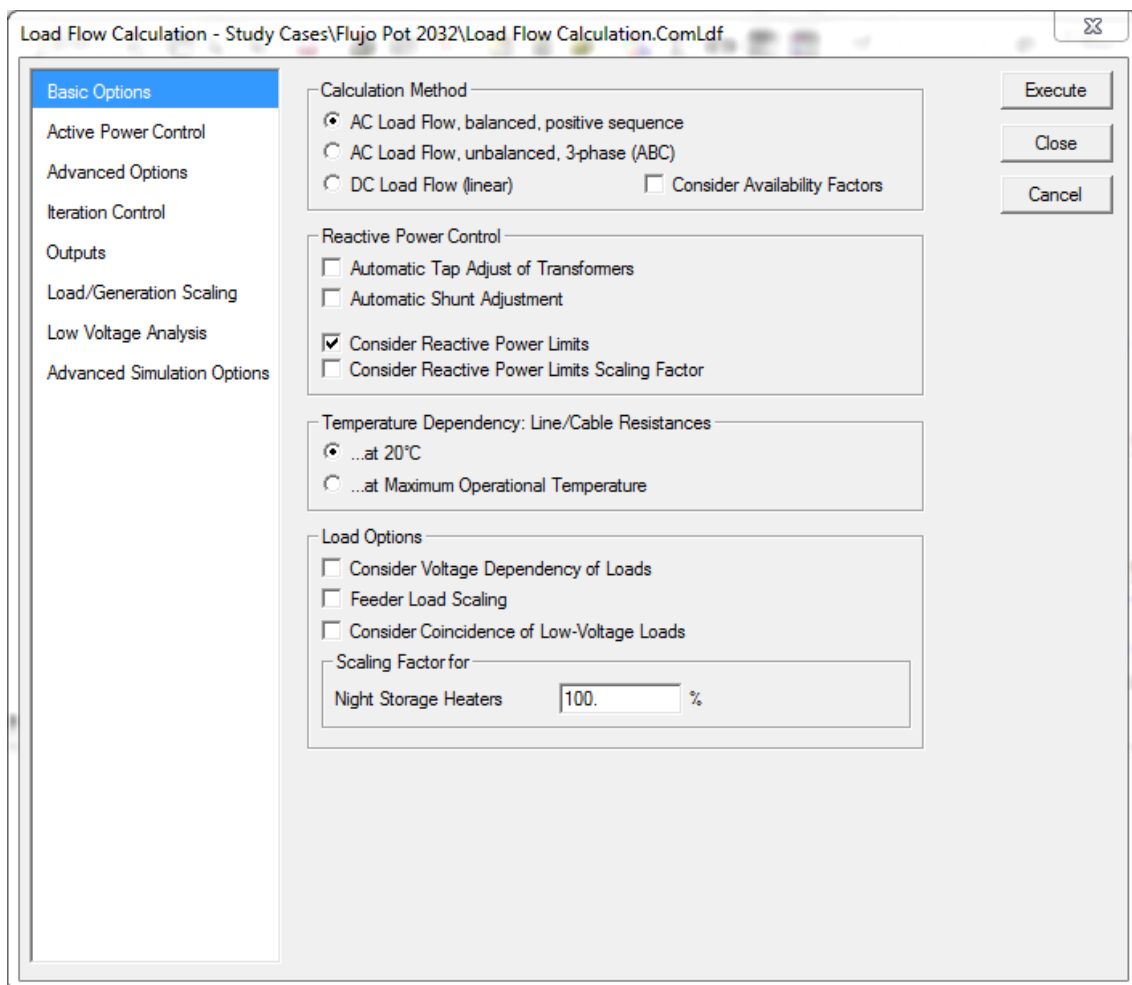 Load Flow Calculation - Study Cases\Flujo Pot 2032\Load Flow Calculation.ComLdf
Basic Options
Active Power Control
Advanced Options
Iteration Control
Outputs
Load/Generation Scaling
Low Voltage Analysis
Advanced Simulation Options
Calculation Method
AC Load Flow, balanced, positive sequence
AC Load Flow, unbalanced, 3-phase (ABC)
DC Load Flow (linear) Consider Availability Factors
Reactive Power Control
Automatic Tap Adjust of Transformers
Automatic Shunt Adjustment
Consider Reactive Power Limits
Consider Reactive Power Limits Scaling Factor
Temperature Dependency: Line/Cable Resistances
...at 20°C
...at Maximum Operational Temperature
Load Options
Consider Voltage Dependency of Loads
Feeder Load Scaling
Consider Coincidence of Low-Voltage Loads
Scaling Factor for
Night Storage Heaters 100. %
Execute
Close
Cancel